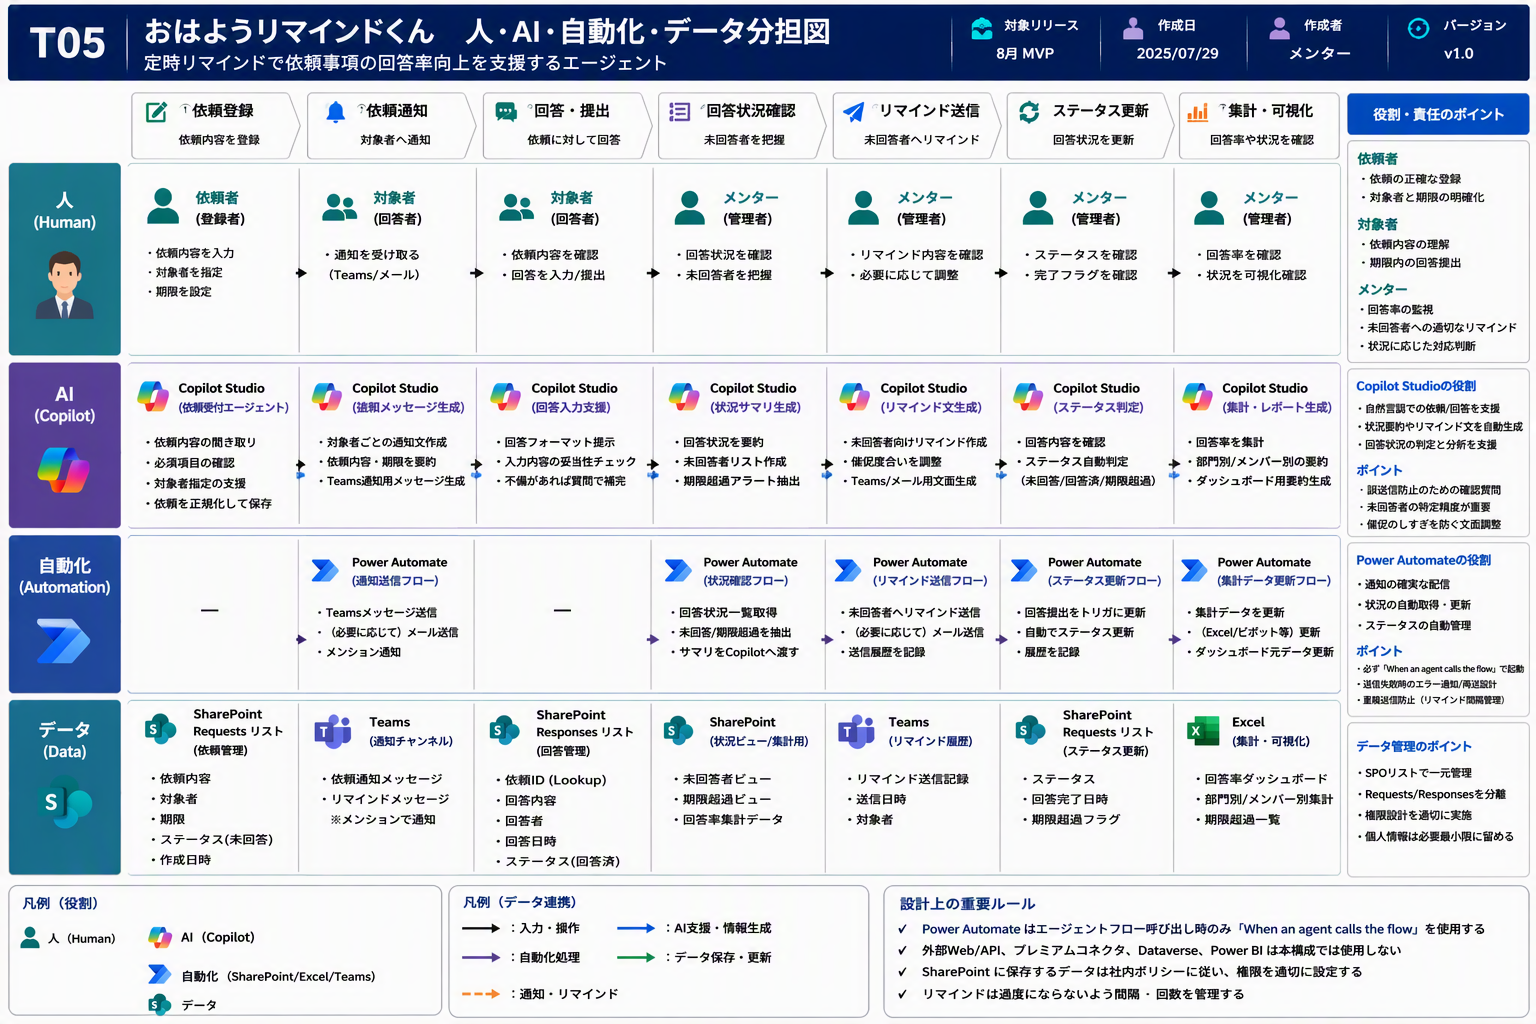 T05
おはようリマインドくん 人・AI・自動化・データ分担図
定時リマインドで依頼事項の回答率向上を支援するエージェント
対象リリース
8月 MVP
作成日
2025/07/29
作成者
メンター
バージョン
v1.0
依頼登録
依頼内容を登録
依頼通知
対象者へ通知
回答・提出
依頼に対して回答
回答状況確認
未回答者を把握
リマインド送信
未回答者へリマインド
ステータス更新
回答状況を更新
集計・可視化
回答率や状況を確認
役割・責任のポイント
人
(Human)
依頼者
(登録者)
・依頼内容を入力
・対象者を指定
・期限を設定
対象者
(回答者)
・通知を受け取る
（Teams/メール）
対象者
(回答者)
・依頼内容を確認
・回答を入力/提出
メンター
(管理者)
・回答状況を確認
・未回答者を把握
メンター
(管理者)
・リマインド内容を確認
・必要に応じて調整
メンター
(管理者)
・ステータスを確認
・完了フラグを確認
メンター
(管理者)
・回答率を確認
・状況を可視化確認
依頼者
・依頼の正確な登録
・対象者と期限の明確化
対象者
・依頼内容の理解
・期限内の回答提出
メンター
・回答率の監視
・未回答者への適切なリマインド
・状況に応じた対応判断
AI
(Copilot)
Copilot Studio
(依頼受付エージェント)
・依頼内容の聞き取り
・必須項目の確認
・対象者指定の支援
・依頼を正規化して保存
Copilot Studio
メッセージ生成)
・対象者ごとの通知文作成
・依頼内容・期限を要約
・Teams通知用メッセージ生成
Copilot Studio
(回答入力支援)
・回答フォーマット提示
・入力内容の妥当性チェック
・不備があれば質問で補完
Copilot Studio
(状況サマリ生成)
・回答状況を要約
・未回答者リスト作成
・期限超過アラート抽出
Copilot Studio
(リマインド文生成)
・未回答者向けリマインド作成
・催促度合いを調整
・Teams/メール用文面生成
Copilot Studio
(ステータス判定)
・回答内容を確認
・ステータス自動判定
(未回答/回答済/期限超過)
Copilot Studio
(集計・レポート生成)
・回答率を集計
・部門別/メンバー別の要約
・ダッシュボード用要約生成
Copilot Studioの役割
・自然言語での依頼/回答を支援
・状況要約やリマインド文を自動生成
・回答状況の判定と分析を支援
ポイント
・誤送信防止のための確認質問
・未回答者の特定精度が重要
・催促のしすぎを防ぐ文面調整
自動化
(Automation)
—
Power Automate
(通知送信フロー)
・Teamsメッセージ送信
・（必要に応じて）メール送信
・メンション通知
—
Power Automate
(状況確認フロー)
・回答状況一覧取得
・未回答/期限超過を抽出
・サマリをCopilotへ渡す
Power Automate
(リマインド送信フロー)
・未回答者へリマインド送信
・（必要に応じて）メール送信
・送信履歴を記録
Power Automate
(ステータス更新フロー)
・回答提出をトリガに更新
・自動でステータス更新
・履歴を記録
Power Automate
(集計データ更新フロー)
・集計データを更新
・（Excel/ピボット等）更新
・ダッシュボード元データ更新
Power Automateの役割
・通知の確実な配信
・状況の自動取得・更新
・ステータスの自動管理
ポイント
・必ず「When an agent calls the flow」で起動
・送信失敗時のエラー通知/再送設計
・重複送信防止（リマインド間隔管理）
データ
(Data)
SharePoint
Requests リスト
(依頼管理)
・依頼内容
・対象者
・期限
・ステータス(未回答)
・作成日時
Teams
(通知チャンネル)
・依頼通知メッセージ
・リマインドメッセージ
※メンションで通知
SharePoint
Responses リスト
(回答管理)
・依頼ID (Lookup)
・回答内容
・回答者
・回答日時
・ステータス(回答済)
SharePoint
(状況ビュー/集計用)
・未回答者ビュー
・期限超過ビュー
・回答率集計データ
Teams
(リマインド履歴)
・リマインド送信記録
・送信日時
・対象者
SharePoint
Requests リスト
(ステータス更新)
・ステータス
・回答完了日時
・期限超過フラグ
Excel
(集計・可視化)
・回答率ダッシュボード
・部門別/メンバー別集計
・期限超過一覧
データ管理のポイント
・SPOリストで一元管理
・Requests/Responsesを分離
・権限設計を適切に実施
・個人情報は必要最小限に留める
凡例（役割）
人（Human）
AI（Copilot）
自動化（SharePoint/Excel/Teams）
データ
凡例（データ連携）
：入力・操作
：AI支援・情報生成
：自動化処理
：データ保存・更新
：通知・リマインド
設計上の重要ルール
✓ Power Automate はエージェントフロー呼び出し時のみ「When an agent calls the flow」を使用する
✓ 外部Web/API、プレミアムコネクタ、Dataverse、Power BI は本構成では使用しない
✓ SharePoint に保存するデータは社内ポリシーに従い、権限を適切に設定する
✓ リマインドは過度にならないよう間隔・回数を管理する